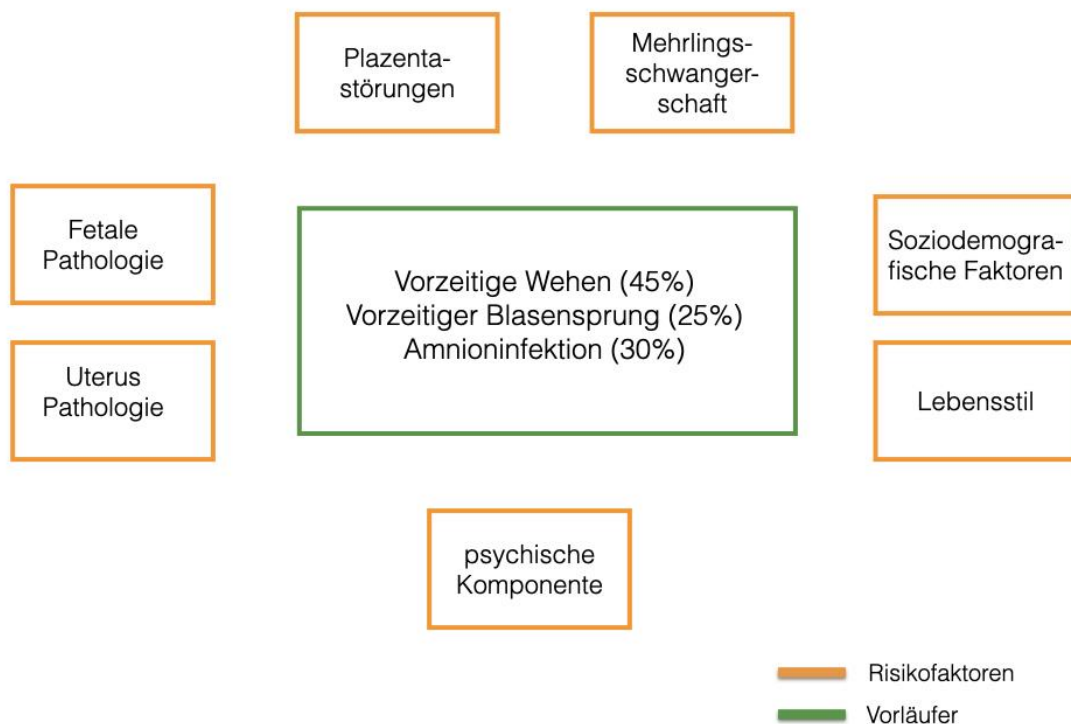 Plazenta-
störungen
Mehrlings-
schwanger-
schaft
Fetale
Pathologie
Vorzeitige Wehen (45%)
Vorzeitiger Blasensprung (25%)
Amnioninfektion (30%)
Soziodemogra-
fische Faktoren
Uterus
Pathologie
Lebensstil
psychische
Komponente
Risikofaktoren
Vorläufer